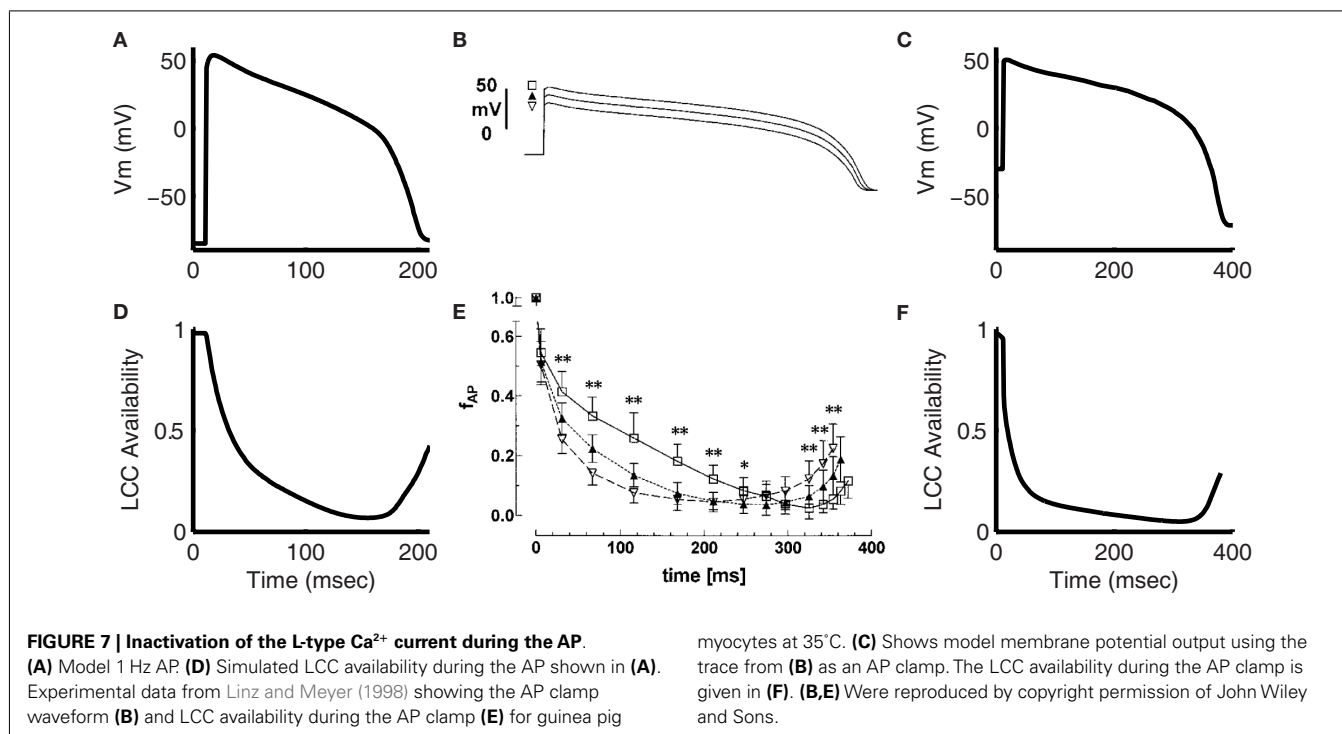 A
B
C
50
0
−50
Vm (mV)
0
100
200
50
mV
0
50
0
−50
Vm (mV)
0
200
400
D
E
F
1
0.5
0
LCC Availability
0
100
200
Time (msec)
1.0
0.6
0.4
0.2
0.0
f_AP
** ** ** ** ** * ** ** **
0
100
200
300
400
time [ms]
1
0.5
0
LCC Availability
0
200
400
Time (msec)
FIGURE 7 | Inactivation of the L-type Ca²⁺ current during the AP.
(A) Model 1 Hz AP. (D) Simulated LCC availability during the AP shown in (A).
Experimental data from Linz and Meyer (1998) showing the AP clamp
waveform (B) and LCC availability during the AP clamp (E) for guinea pig
myocytes at 35˚C. (C) Shows model membrane potential output using the
trace from (B) as an AP clamp. The LCC availability during the AP clamp is
given in (F). (B,E) Were reproduced by copyright permission of John Wiley
and Sons.